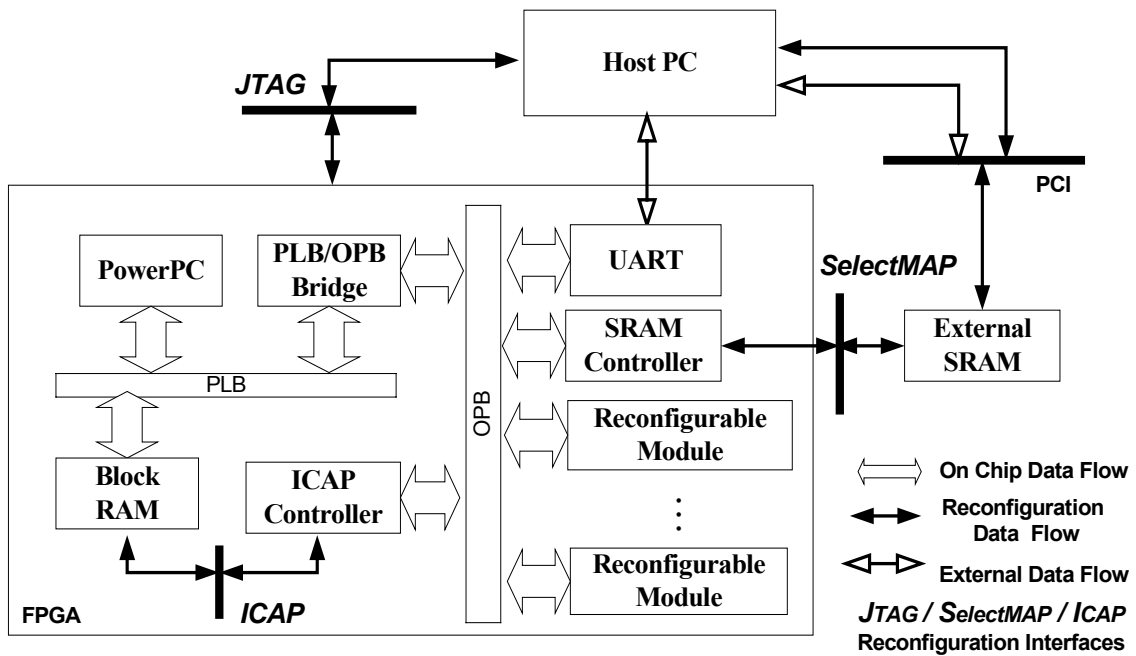 Host PC
JTAG
PCI
PowerPC
PLB/OPB
Bridge
UART
SelectMAP
SRAM
Controller
External
SRAM
PLB
OPB
Reconfigurable
Module
Block
RAM
ICAP
Controller
On Chip Data Flow
Reconfiguration
Data Flow
Reconfigurable
Module
External Data Flow
FPGA
ICAP
JTAG / SELECTMAP / ICAP
Reconfiguration Interfaces